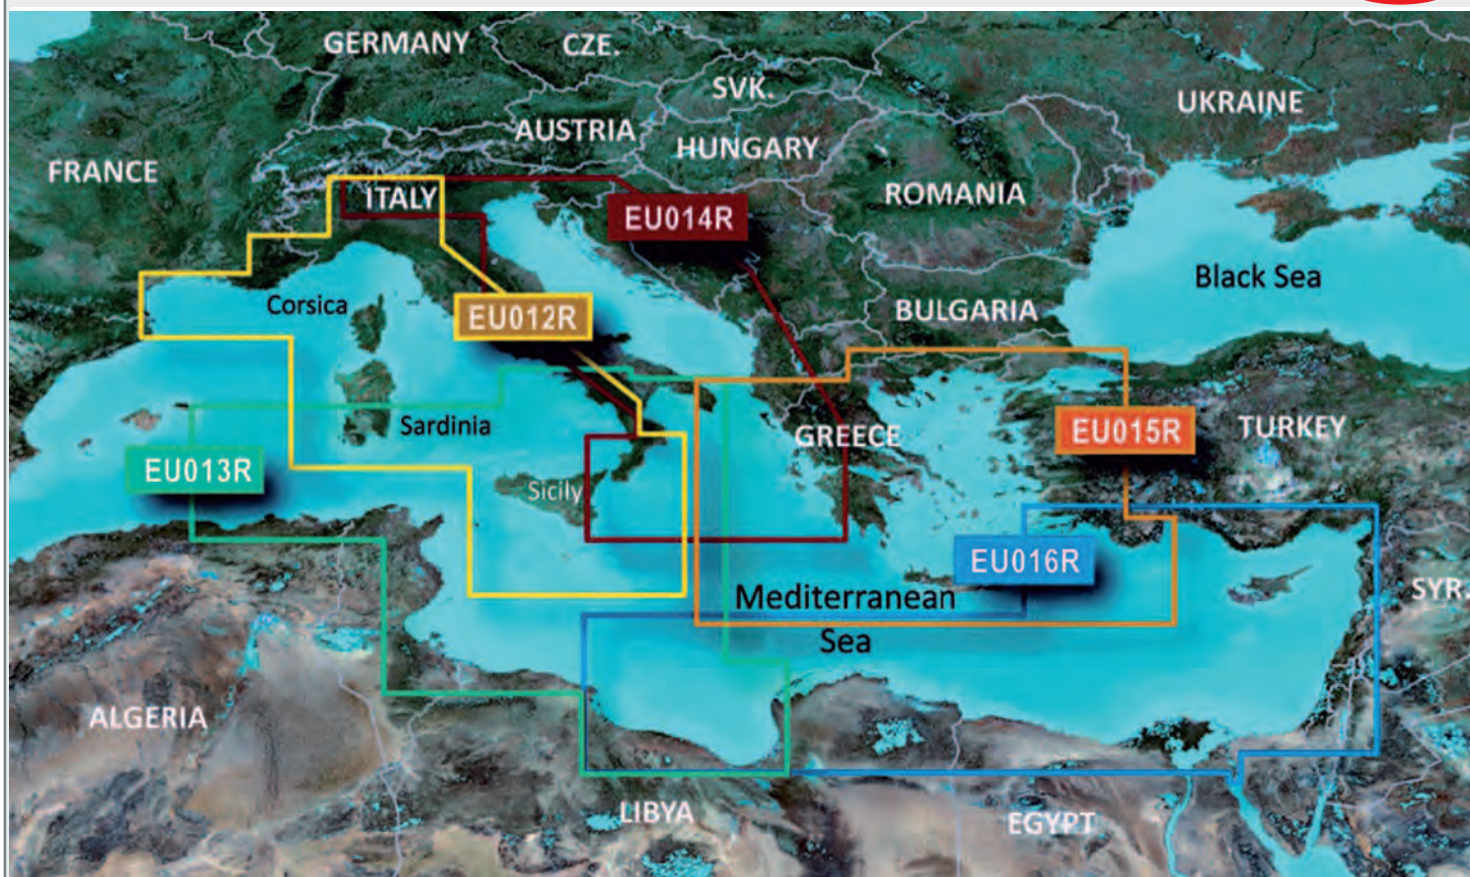 GERMANY
CZE.
SVK.
UKRAINE
AUSTRIA
HUNGARY
FRANCE
ITALY
ROMANIA
EU014R
Black Sea
Corsica
EU012R
BULGARIA
Sardinia
GREECE
EU015R
TURKEY
EU013R
Sicily
EU016R
SYR.
Mediterranean
Sea
ALGERIA
LIBYA
EGYPT